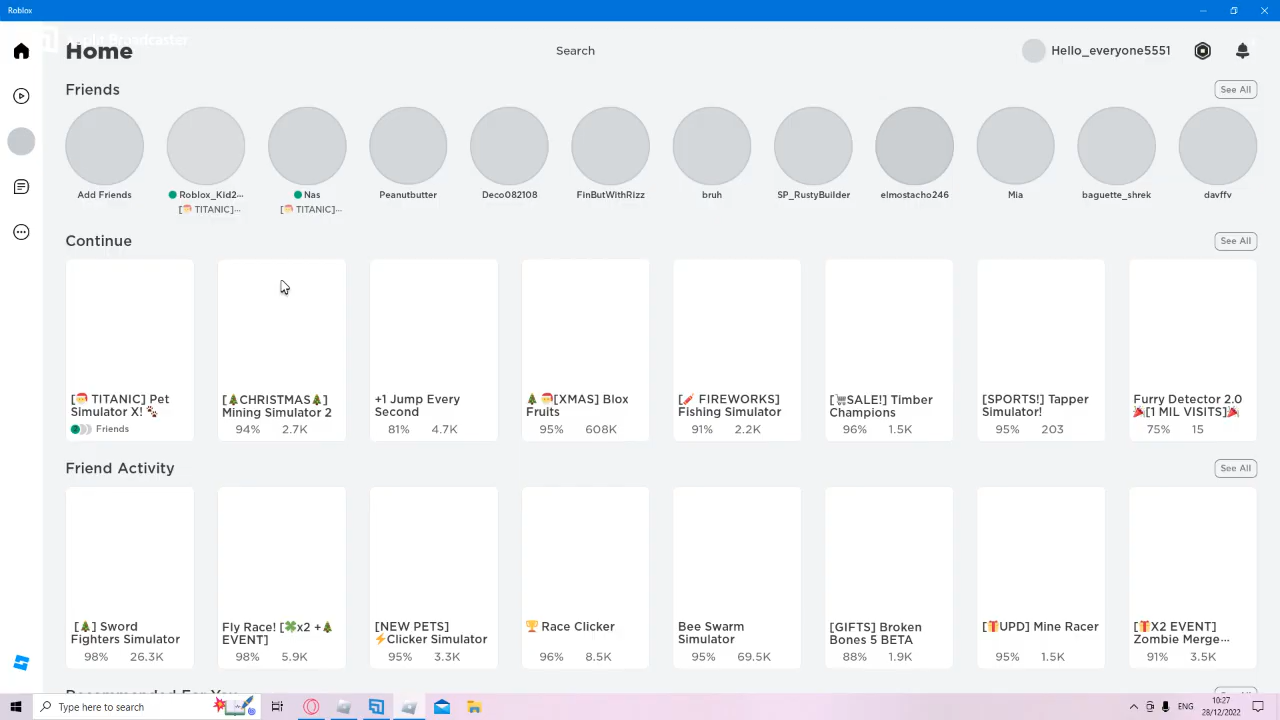 Roblox
Home
Search
Hello_everyone5551
Friends
See All
Add Friends
Roblox_Kid2...
[🎅 TITANIC]...
Nas
[🎅 TITANIC]...
Peanutbutter
Deco082108
FinButWithRizz
bruh
SP_RustyBuilder
elmostacho246
Mia
baguette_shrek
davffv
Continue
See All
[🎅 TITANIC] Pet
Simulator X! 🐾
Friends
[🎄CHRISTMAS🎄]
Mining Simulator 2
94% 2.7K
+1 Jump Every
Second
81% 4.7K
🎄🎅[XMAS] Blox
Fruits
95% 608K
[🧨 FIREWORKS]
Fishing Simulator
91% 2.2K
[🛒SALE!] Timber
Champions
96% 1.5K
[SPORTS!] Tapper
Simulator!
95% 203
Furry Detector 2.0
🎉[1 MIL VISITS]🎉
75% 15
Friend Activity
See All
[🎄] Sword
Fighters Simulator
98% 26.3K
Fly Race! [🍀x2 +🎄
EVENT]
98% 5.9K
[NEW PETS]
⚡Clicker Simulator
95% 3.3K
🏆Race Clicker
96% 8.5K
Bee Swarm
Simulator
95% 69.5K
[GIFTS] Broken
Bones 5 BETA
88% 1.9K
[🎁UPD] Mine Racer
95% 1.5K
[🎁X2 EVENT]
Zombie Merge...
91% 3.5K
Recommended For You
See All
Type here to search
ENG
10:27
28/12/2022